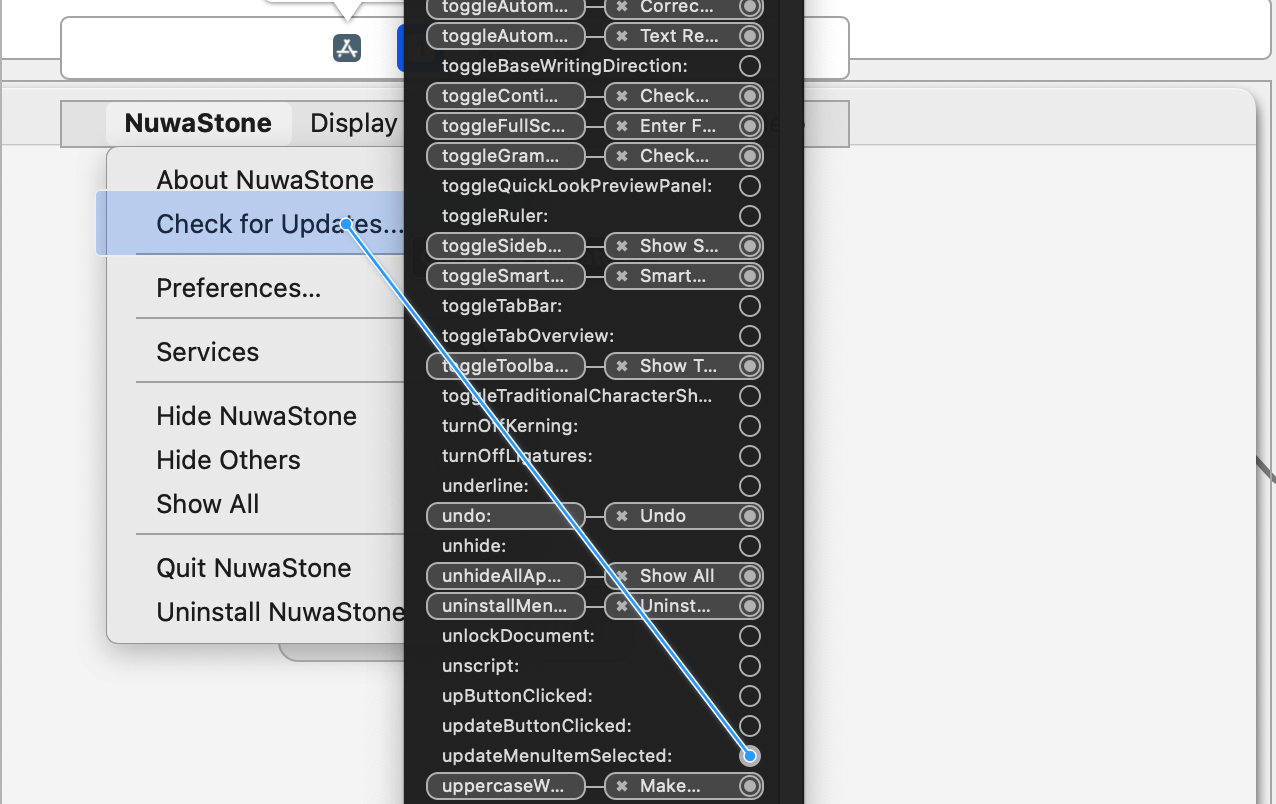 toggleAutom... ✖ Correc...
toggleAutom... ✖ Text Re...
toggleBaseWritingDirection:
toggleConti... ✖ Check...
toggleFullSc... ✖ Enter F...
toggleGram... ✖ Check...
toggleQuickLookPreviewPanel:
toggleRuler:
toggleSideb... ✖ Show S...
toggleSmart... ✖ Smart...
toggleTabBar:
toggleTabOverview:
toggleToolba... ✖ Show T...
toggleTraditionalCharacterSh...
turnOffKerning:
turnOffLigatures:
underline:
undo: ✖ Undo
unhide:
unhideAllAp... ✖ Show All
uninstallMen... ✖ Uninst...
unlockDocument:
unscript:
upButtonClicked:
updateButtonClicked:
updateMenuItemSelected:
uppercaseW... ✖ Make...
NuwaStone Display
About NuwaStone
Check for Updates...
Preferences...
Services
Hide NuwaStone
Hide Others
Show All
Quit NuwaStone
Uninstall NuwaStone